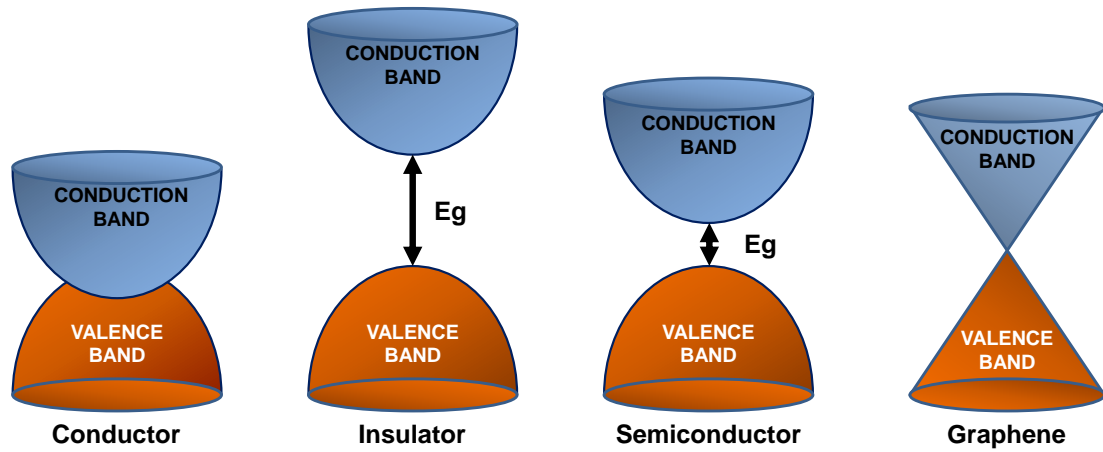 CONDUCTION
BAND
VALENCE
BAND
Conductor
CONDUCTION
BAND
Eg
VALENCE
BAND
Insulator
CONDUCTION
BAND
Eg
VALENCE
BAND
Semiconductor
CONDUCTION
BAND
VALENCE
BAND
Graphene